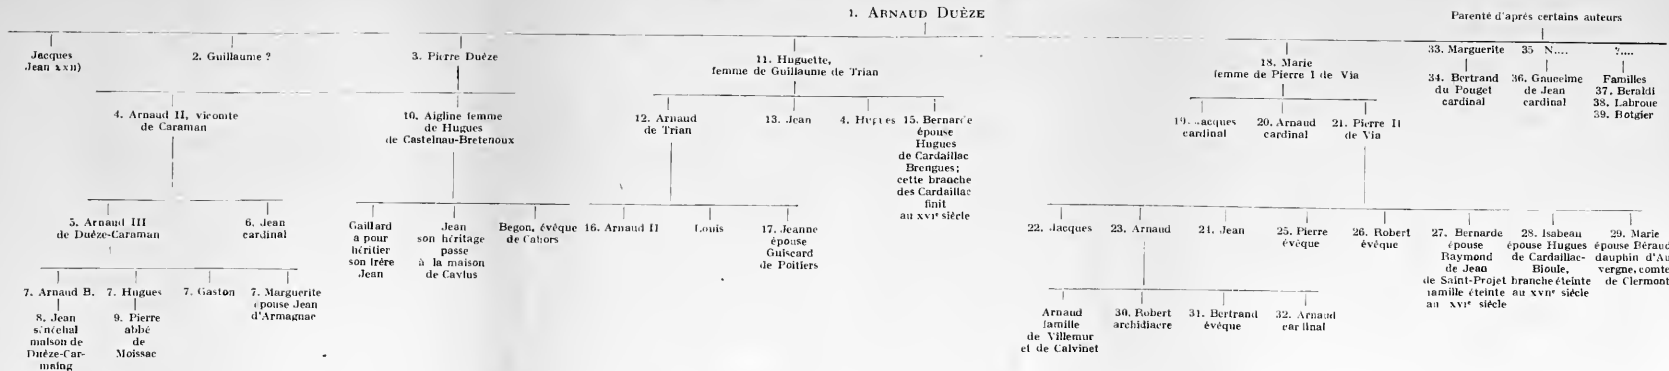 1. ARNAUD DUÈZE
Parenté d'après certains auteurs
Jacques
Jean XXII)
2. Guillaume ?
3. Pierre Duèze
11. Huguette,
femme de Guillaume de Trian
18. Marie
femme de Pierre I de Via
33. Marguerite
34. Bertrand
du Pouget
cardinal
35 N....
36. Gaucelme
de Jean
cardinal
?....
Familles
37. Beraldi
38. Labroue
39. Botgier
4. Arnaud II, vicomte
de Caraman
10. Aigline femme
de Hugues
de Castelnau-Bretenoux
12. Arnaud
de Trian
13. Jean
4. Hugues
15. Bernarde
épouse
Hugues
de Cardaillac
Brengues;
cette branche
des Cardaillac
finit
au XVIe siècle
19. Jacques
cardinal
20. Arnaud
cardinal
21. Pierre II
de Via
5. Arnaud III
de Duèze-Caraman
6. Jean
cardinal
Gaillard
a pour
héritier
son frère
Jean
Jean
son héritage
passe
à la maison
de Caylus
Begon, évêque
de Cahors
16. Arnaud II
Louis
17. Jeanne
épouse
Guiscard
de Poitiers
22. Jacques
23. Arnaud
21. Jean
25. Pierre
évêque
26. Robert
évêque
27. Bernarde
épouse
Raymond
de Jean
de Saint-Projet
famille éteinte
au XVIe siècle
28. Isabeau
épouse Hugues
de Cardaillac-
Bioule,
branche éteinte
au XVIIe siècle
29. Marie
épouse Béraud
dauphin d'Au
vergne, comte
de Clermont
7. Arnaud B.
7. Hugues
7. Gaston
7. Marguerite
épouse Jean
d'Armagnac
8. Jean
sénéchal
maison de
Duèze-Car-
maing
9. Pierre
abbé
de
Moissac
Arnaud
famille
de Villemur
et de Calvinet
30. Robert
archidiacre
31. Bertrand
évêque
32. Arnaud
cardinal